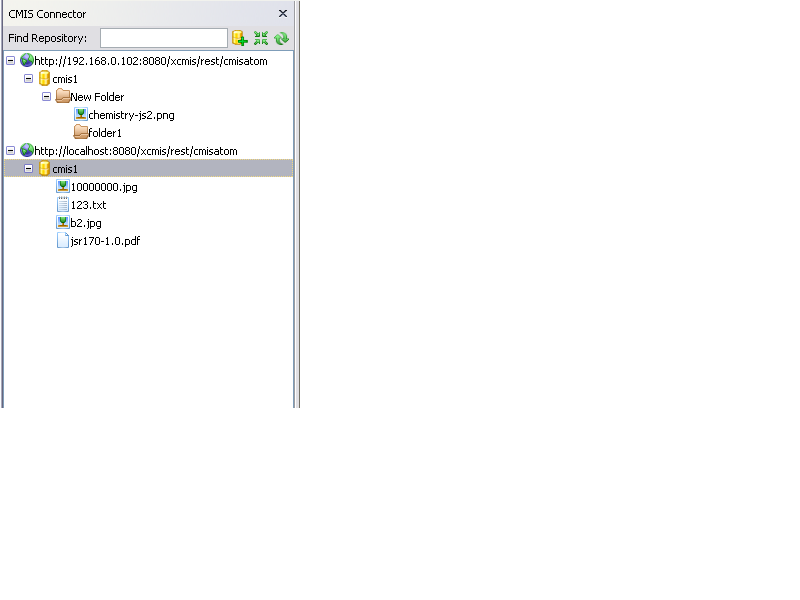 CMIS Connector
Find Repository:
http://192.168.0.102:8080/xcmis/rest/cmisatom
cmis1
New Folder
chemistry-js2.png
folder1
http://localhost:8080/xcmis/rest/cmisatom
cmis1
10000000.jpg
123.txt
b2.jpg
jsr170-1.0.pdf